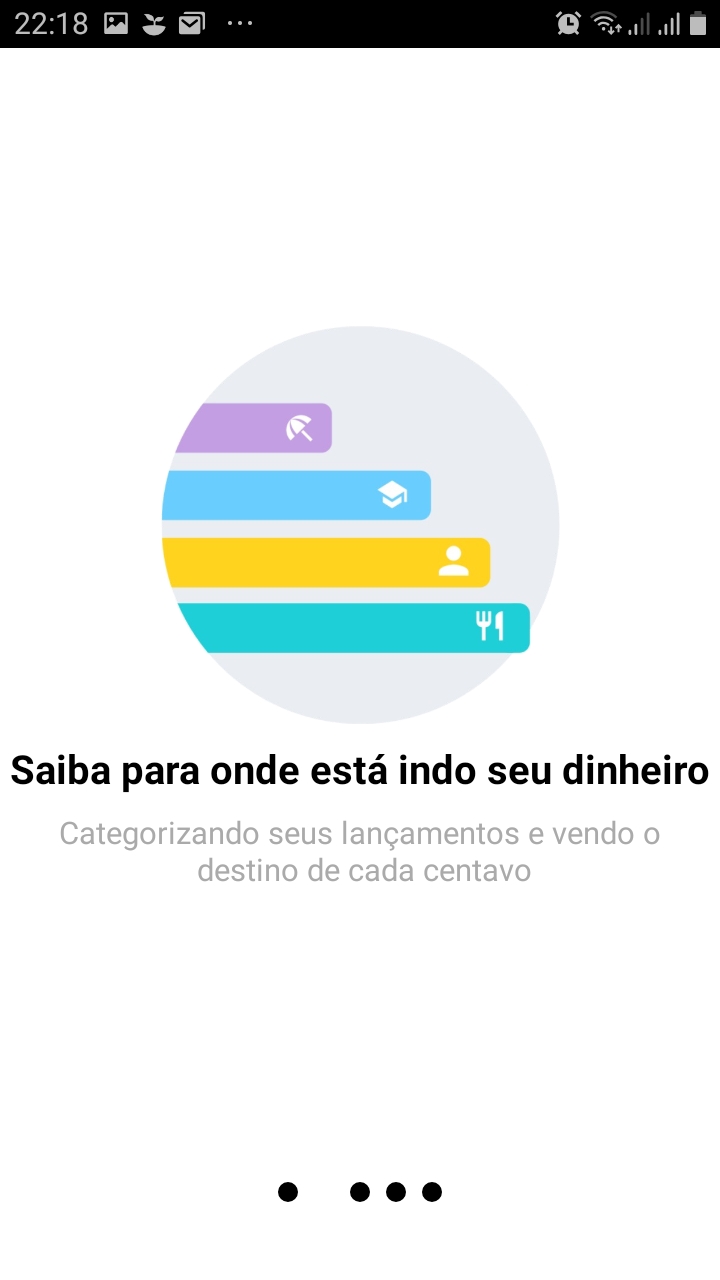 22:18
Saiba para onde está indo seu dinheiro
Categorizando seus lançamentos e vendo o
destino de cada centavo